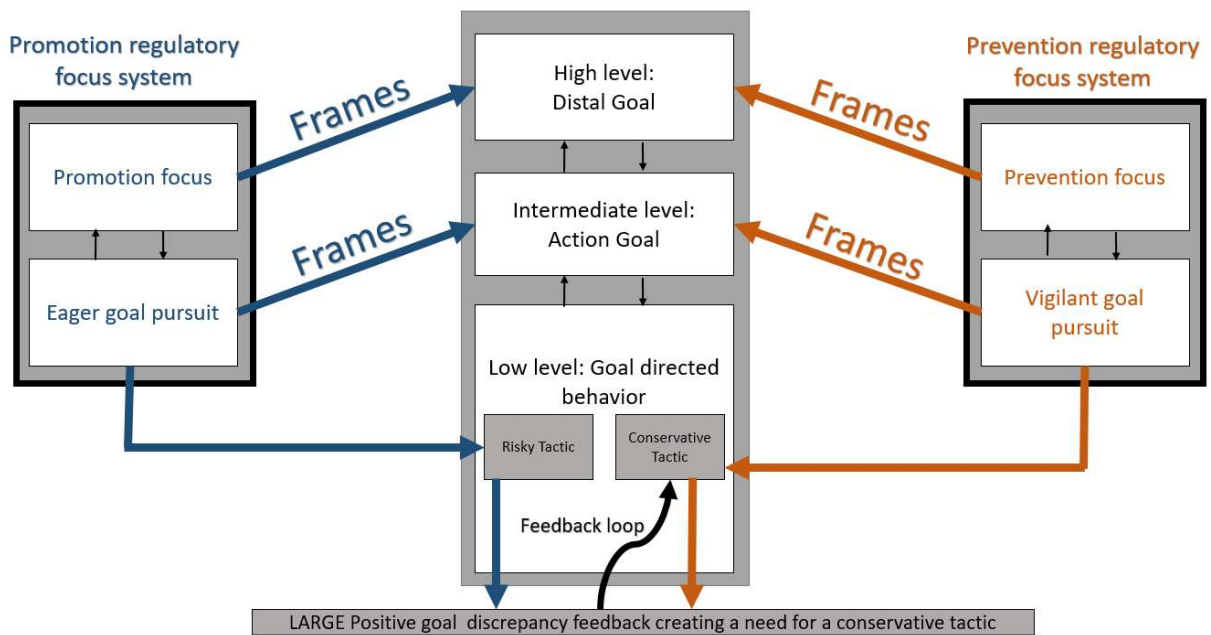 Promotion regulatory
focus system
Promotion focus
Eager goal pursuit
Frames
Frames
High level:
Distal Goal
Intermediate level:
Action Goal
Low level: Goal directed
behavior
Risky Tactic
Conservative
Tactic
Feedback loop
Frames
Frames
Prevention regulatory
focus system
Prevention focus
Vigilant goal
pursuit
LARGE Positive goal discrepancy feedback creating a need for a conservative tactic